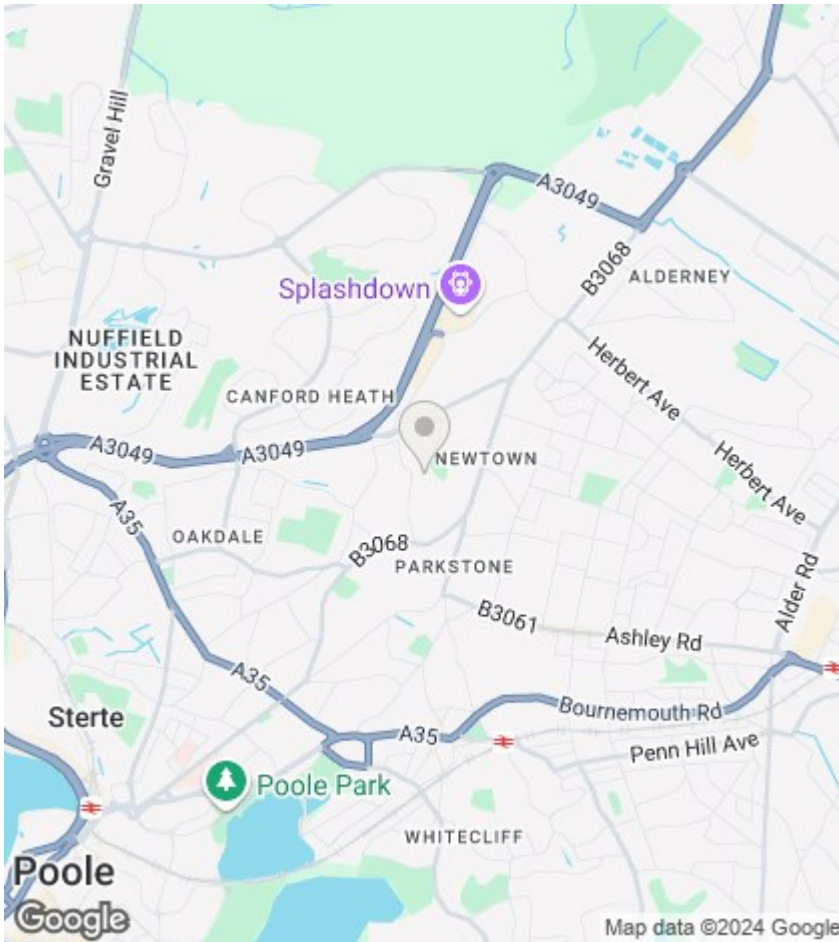 Gravel Hill
A3049
B3068
ALDERNEY
Splashdown
NUFFIELD
INDUSTRIAL
ESTATE
Herbert Ave
CANFORD HEATH
A3049
A3049
NEWTOWN
Herbert Ave
A35
OAKDALE
B3068
PARKSTONE
Alder Rd
B3061
Ashley Rd
A35
Sterte
A35
Bournemouth Rd
Penn Hill Ave
Poole Park
WHITECLIFF
Poole
Google
Map data ©2024 Google